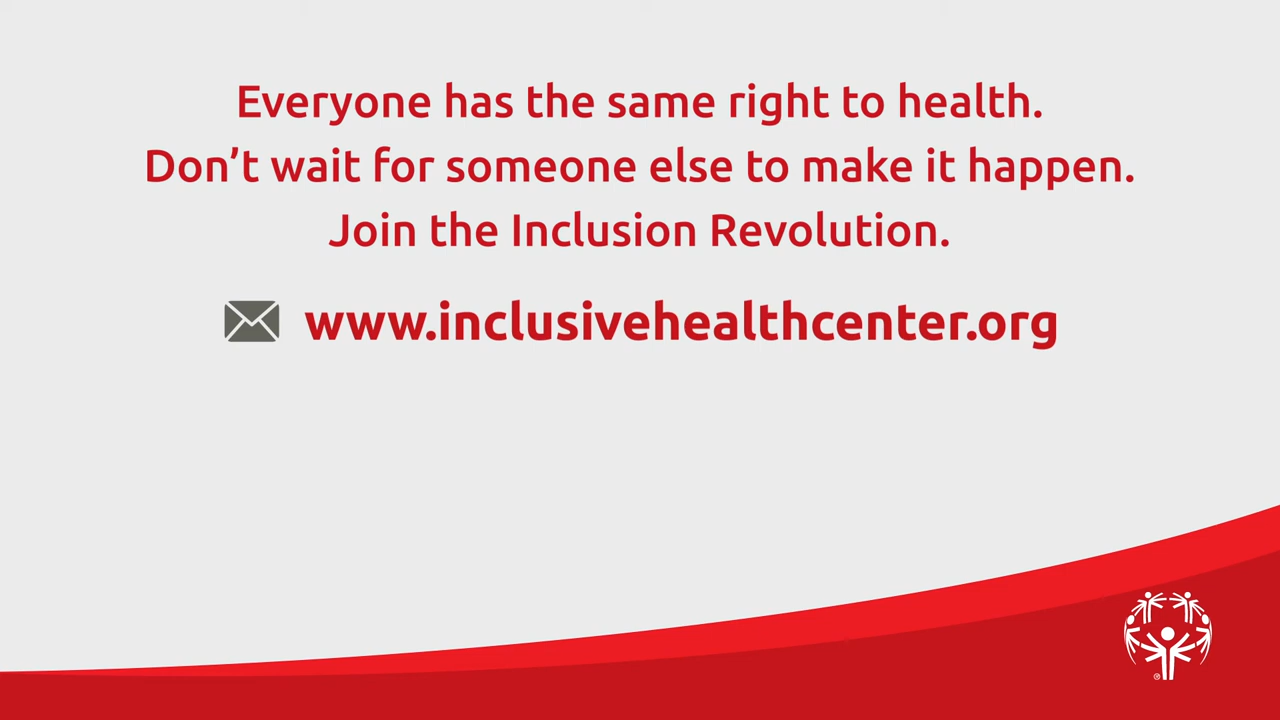 Everyone has the same right to health.
Don’t wait for someone else to make it happen.
Join the Inclusion Revolution.
www.inclusivehealthcenter.org
®